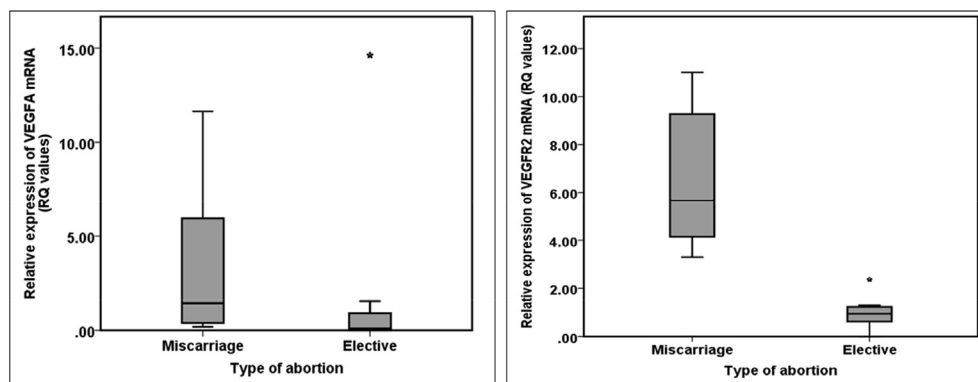 Relative expression of VEGFA mRNA
(RQ values)
15.00
10.00
5.00
.00
Miscarriage
Elective
Type of abortion
Relative expression of VEGFR2 mRNA (RQ values)
12.00
10.00
8.00
6.00
4.00
2.00
.00
Miscarriage
Elective
Type of abortion